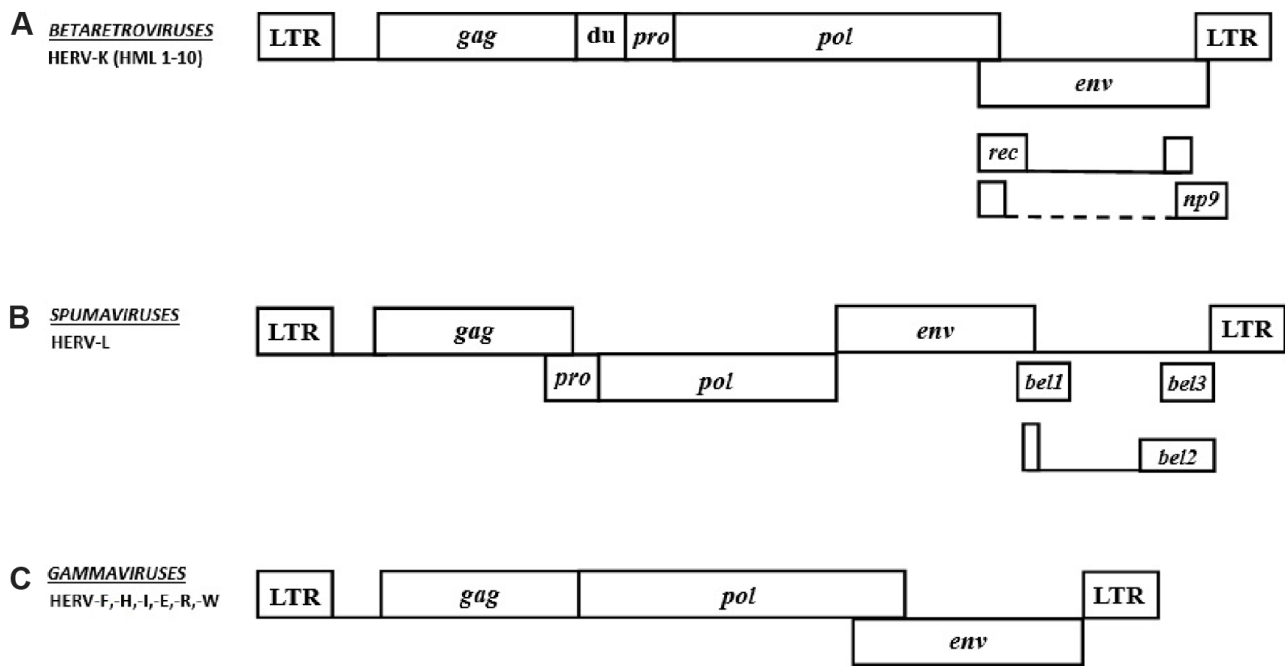 A BETARETROVIRUSES
HERV-K (HML 1-10)
LTR gag du pro pol LTR
env
rec
np9
B SPUMAVIRUSES
HERV-L
LTR gag env LTR
pro pol bel1 bel3
bel2
C GAMMAVIRUSES
HERV-F,-H,-I,-E,-R,-W
LTR gag pol LTR
env